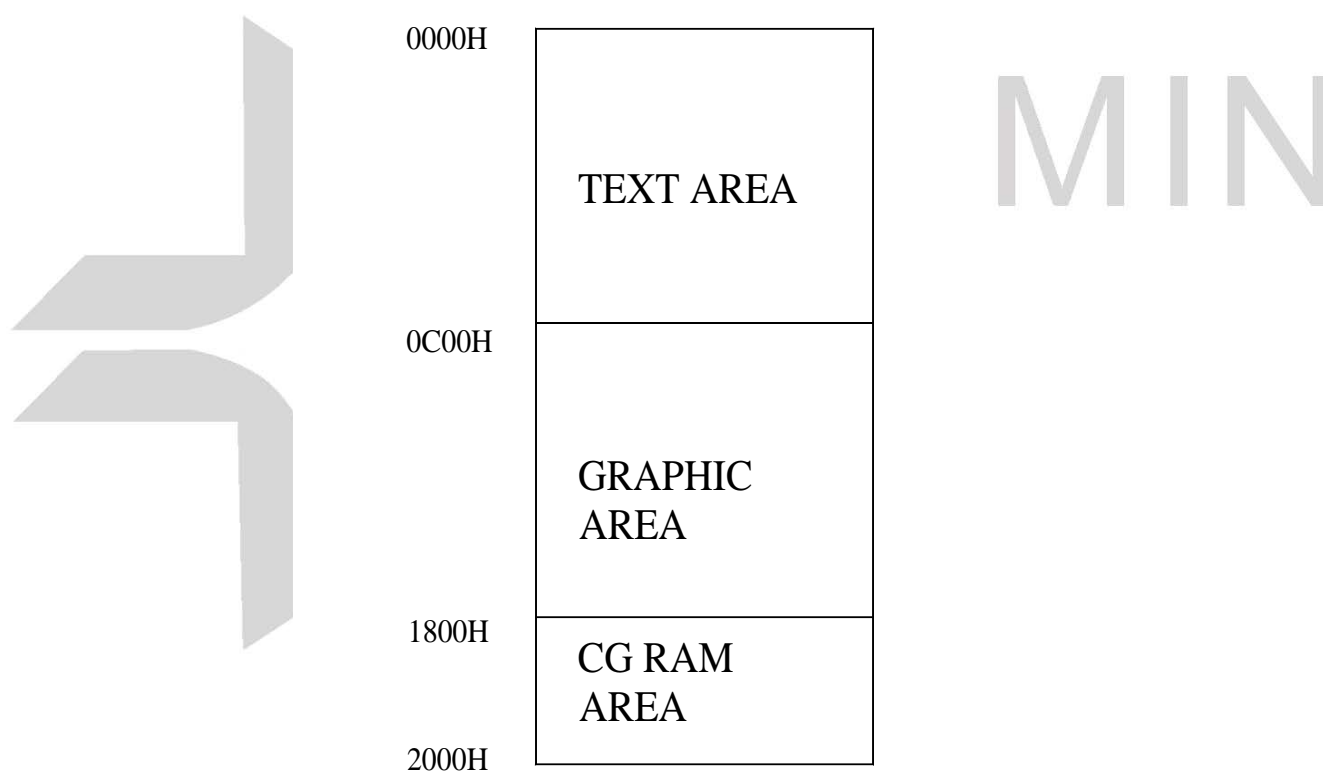 0000H
MIN
TEXT AREA
0C00H
GRAPHIC
AREA
1800H
CG RAM
AREA
2000H